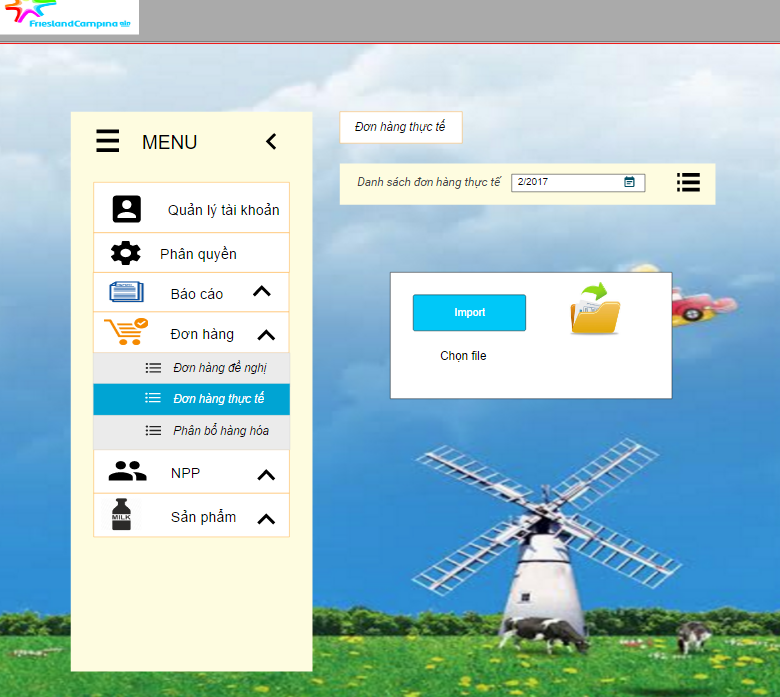 FrieslandCampina
MENU
Quản lý tài khoản
Phân quyền
Báo cáo
Đơn hàng
Đơn hàng đề nghị
Đơn hàng thực tế
Phân bổ hàng hóa
NPP
MILK
Sản phẩm
Đơn hàng thực tế
Danh sách đơn hàng thực tế
2/2017
Import
Chọn file